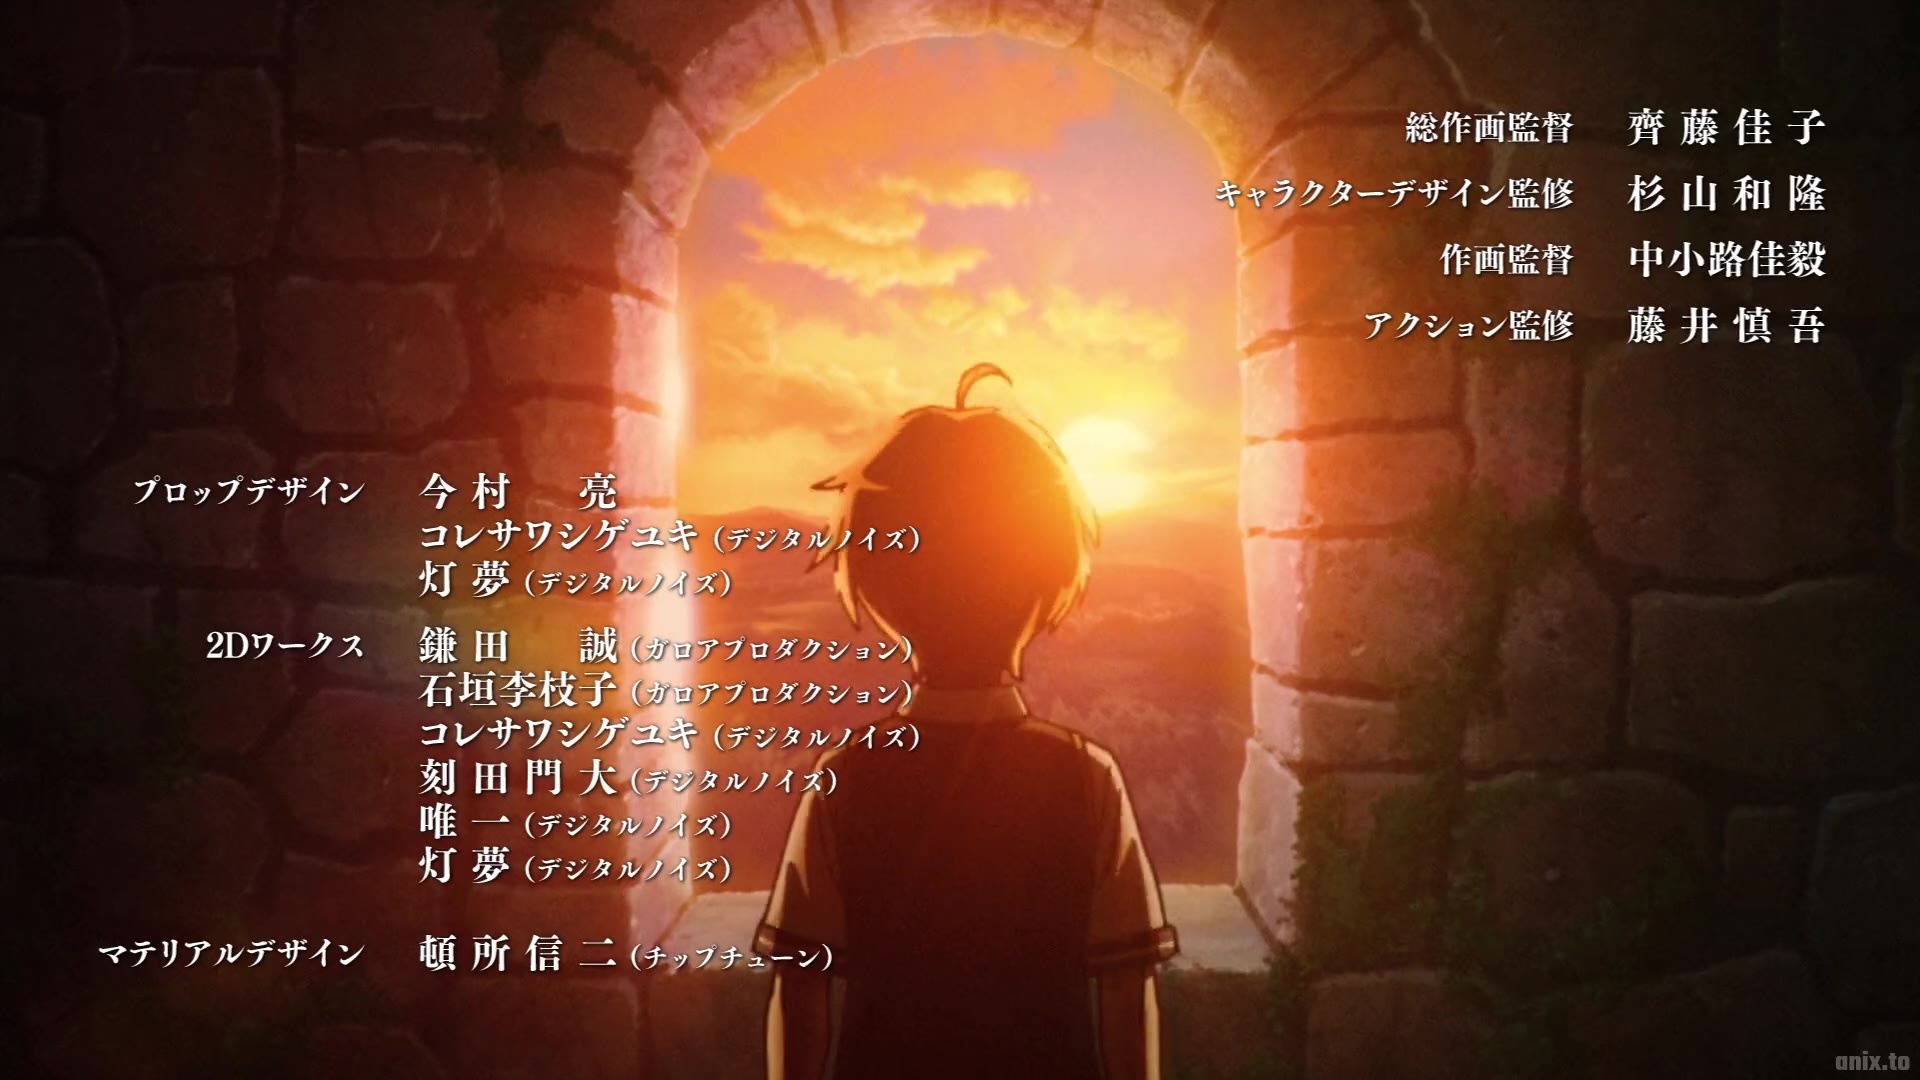 総作画監督 齊藤佳子
キャラクターデザイン監修 杉山和隆
作画監督 中小路佳毅
アクション監修 藤井慎吾
プロップデザイン 今村 亮
コレサワシゲユキ（デジタルノイズ）
灯夢（デジタルノイズ）
2Dワークス 鎌田 誠（ガロアプロダクション）
石垣李枝子（ガロアプロダクション）
コレサワシゲユキ（デジタルノイズ）
刻田門大（デジタルノイズ）
唯一（デジタルノイズ）
灯夢（デジタルノイズ）
マテリアルデザイン 頓所信二（チップチューン）
anix.to